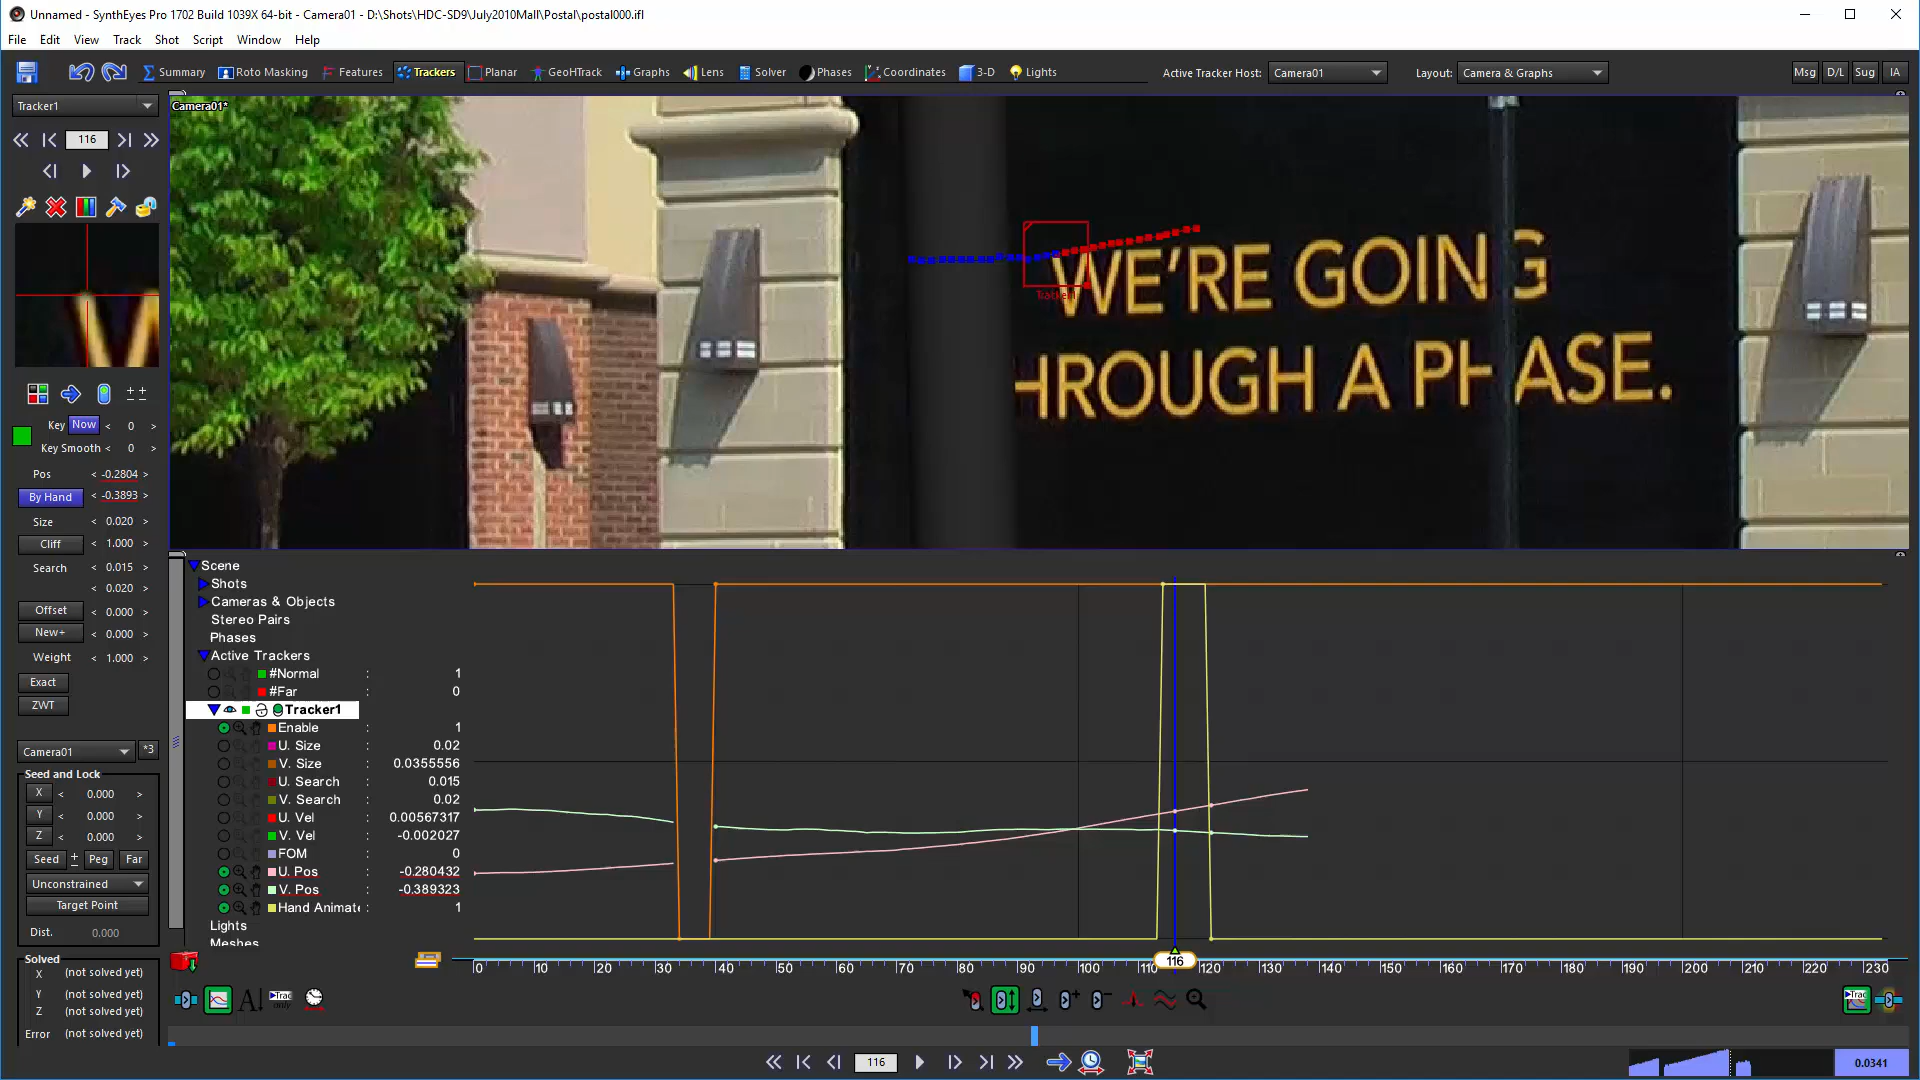 Unnamed - SynthEyes Pro 1702 Build 1039X 64-bit - Camera01 - D:\Shots\HDC-SD9\July2010Mall\Postal\postal000.ifl
File Edit View Track Shot Script Window Help
Summary Roto Masking Features Trackers Planar GeoHTrack Graphs Lens Solver Phases Coordinates 3-D Lights Active Tracker Host: Camera01 Layout: Camera & Graphs Msg D/L Sug IA
Tracker1
Camera01*
116
WE'RE GOING
HROUGH A PHASE.
Key Now < 0 >
Key Smooth < 0 >
Pos < -0.2804 >
By Hand < -0.3893 >
Size < 0.020 >
Cliff < 1.000 >
Search < 0.015 >
< 0.020 >
Offset < 0.000 >
New+ < 0.000 >
Weight < 1.000 >
Exact
ZWT
Camera01 *3
Seed and Lock
X < 0.000 >
Y < 0.000 >
Z < 0.000 >
Seed ± Peg Far
Unconstrained
Target Point
Dist. 0.000
Solved
X (not solved yet)
Y (not solved yet)
Z (not solved yet)
Error (not solved yet)
Scene
Shots
Cameras & Objects
Stereo Pairs
Phases
Active Trackers
#Normal : 1
#Far : 0
Tracker1
Enable : 1
U. Size : 0.02
V. Size : 0.0355556
U. Search : 0.015
V. Search : 0.02
U. Vel : 0.00567317
V. Vel : -0.002027
FOM : 0
U. Pos : -0.280432
V. Pos : -0.389323
Hand Animate : 1
Lights
Meshes
0 10 20 30 40 50 60 70 80 90 100 110 116 120 130 140 150 160 170 180 190 200 210 220 230
116
0.0341